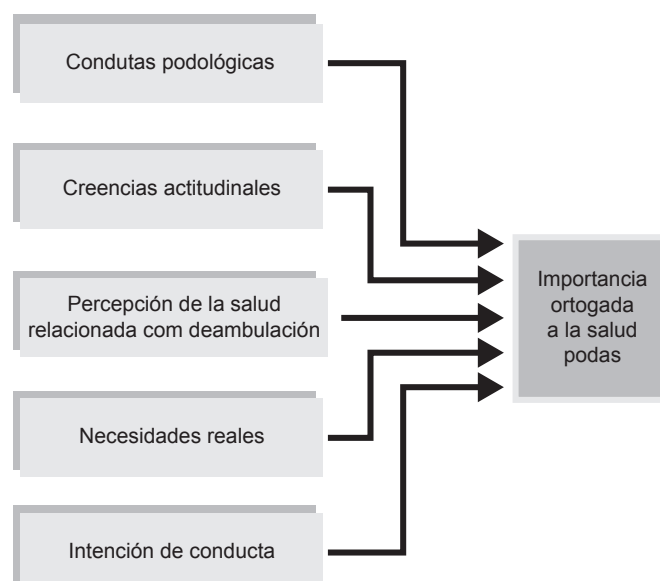 Condutas podológicas
Creencias actitudinales
Percepción de la salud
relacionada com deambulación
Necesidades reales
Intención de conducta
Importancia
ortogada
a la salud
podas